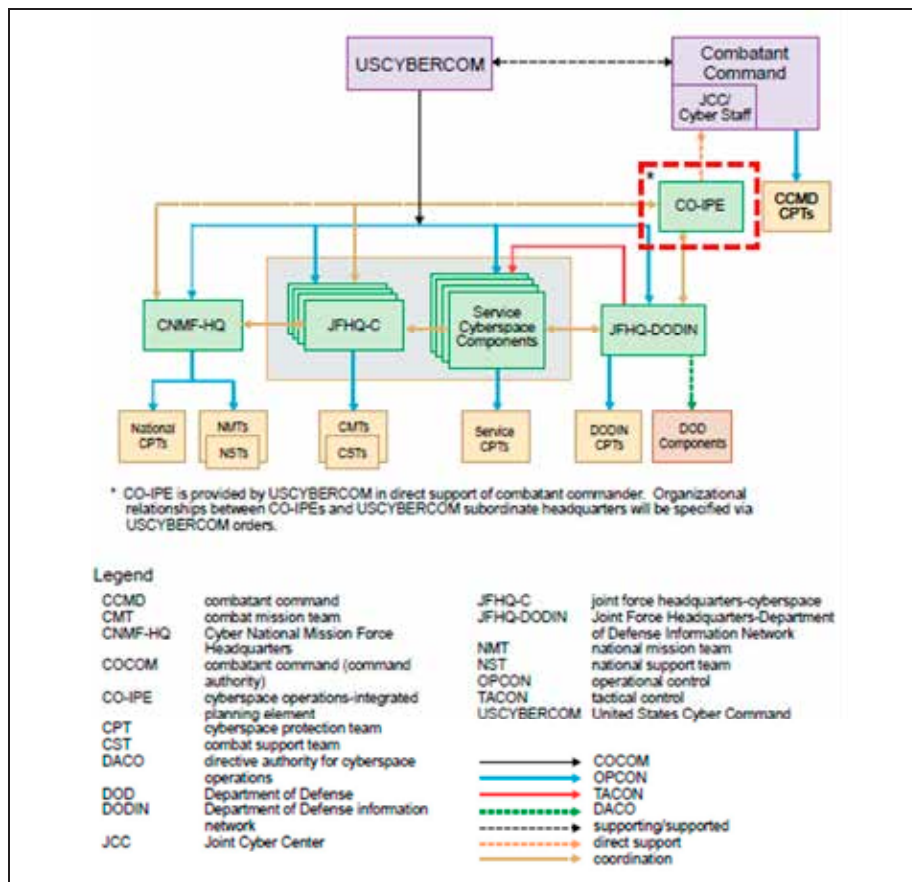 USCYBERCOM
Combatant
Command
JCC/
Cyber Staff
*
CO-IPE
CCMD
CPTs
CNMF-HQ
JFHQ-C
Service
Cyberspace
Components
JFHQ-DODIN
National
CPTs
NMTs
NSTs
CMTs
CSTs
Service
CPTs
DODIN
CPTs
DOD
Components
* CO-IPE is provided by USCYBERCOM in direct support of combatant commander. Organizational
relationships between CO-IPEs and USCYBERCOM subordinate headquarters will be specified via
USCYBERCOM orders.
Legend
CCMD combatant command
CMT combat mission team
CNMF-HQ Cyber National Mission Force
Headquarters
COCOM combatant command (command
authority)
CO-IPE cyberspace operations-integrated
planning element
CPT cyberspace protection team
CST combat support team
DACO directive authority for cyberspace
operations
DOD Department of Defense
DODIN Department of Defense information
network
JCC Joint Cyber Center
JFHQ-C joint force headquarters-cyberspace
JFHQ-DODIN Joint Force Headquarters-Department
of Defense Information Network
NMT national mission team
NST national support team
OPCON operational control
TACON tactical control
USCYBERCOM United States Cyber Command
COCOM
OPCON
TACON
DACO
supporting/supported
direct support
coordination